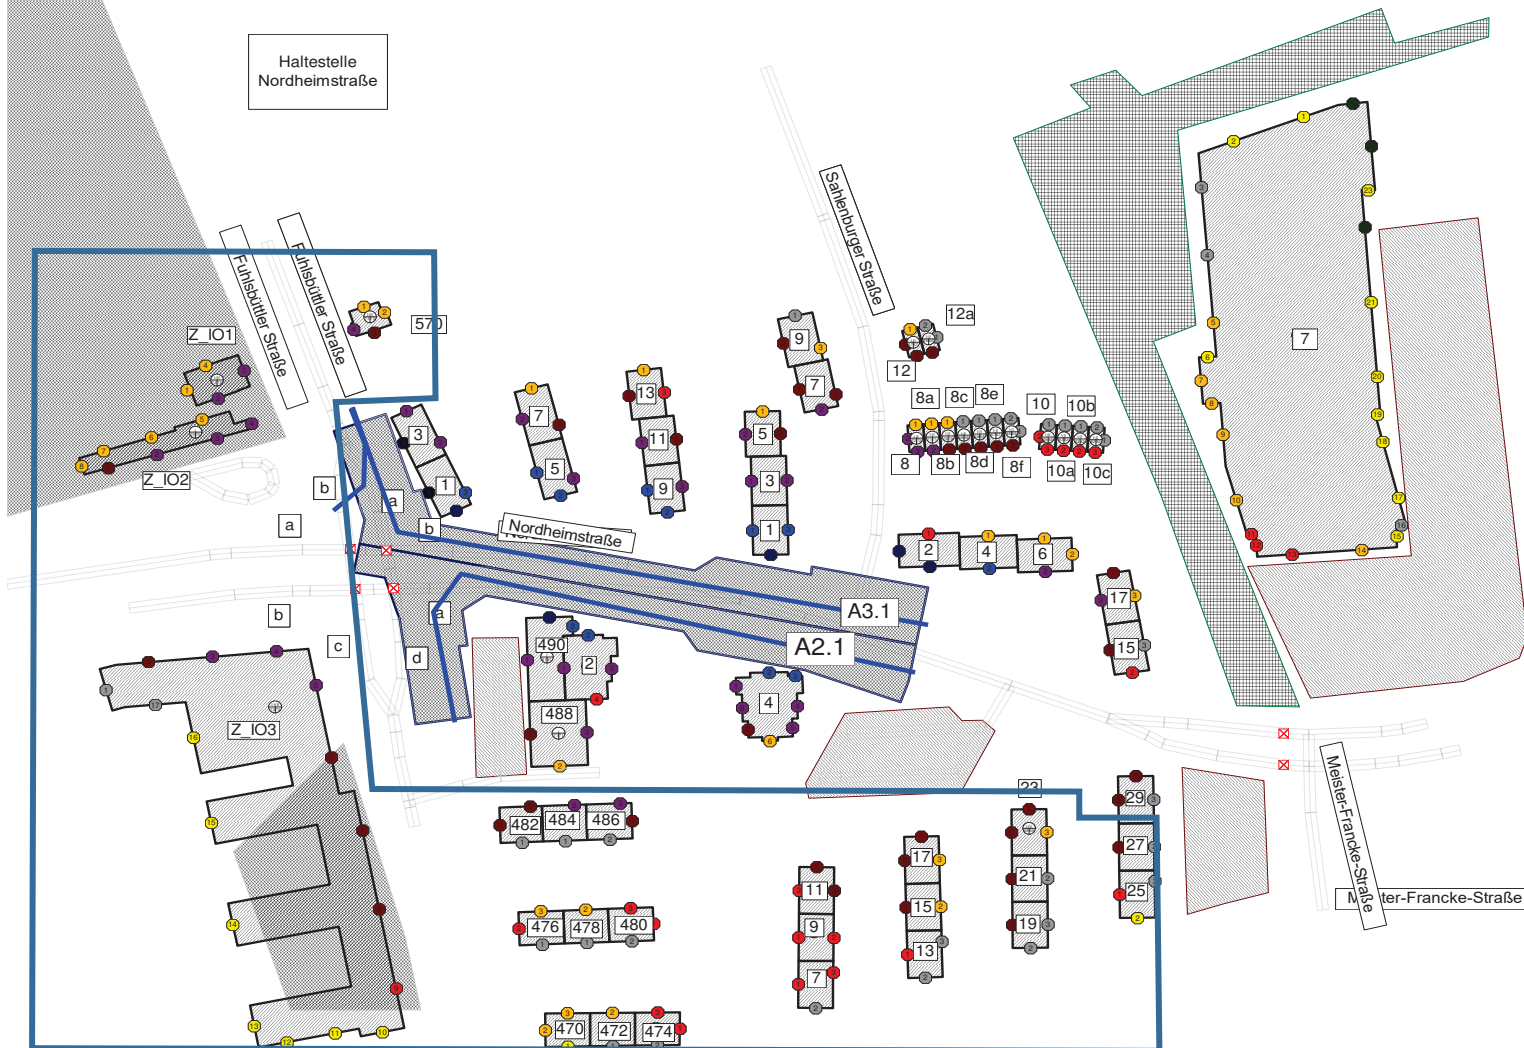 Haltestelle
Nordheimstraße
Fuhlsbüttler Straße
Fuhlsbüttler Straße
Sahlenburger Straße
570
Z_IO1
Z_IO2
12a
12
8a
8c
8e
10
10b
8
8b
8d
8f
10a
10c
7
9
7
13
7
11
5
9
5
3
1
3
1
b
a
a
b
Nordheimstraße
2
4
6
17
15
A3.1
A2.1
a
b
c
d
490
2
488
4
Z_IO3
482
484
486
476
478
480
470
472
474
11
9
7
17
15
13
23
21
19
29
27
25
Meister-Francke-Straße
Meister-Francke-Straße